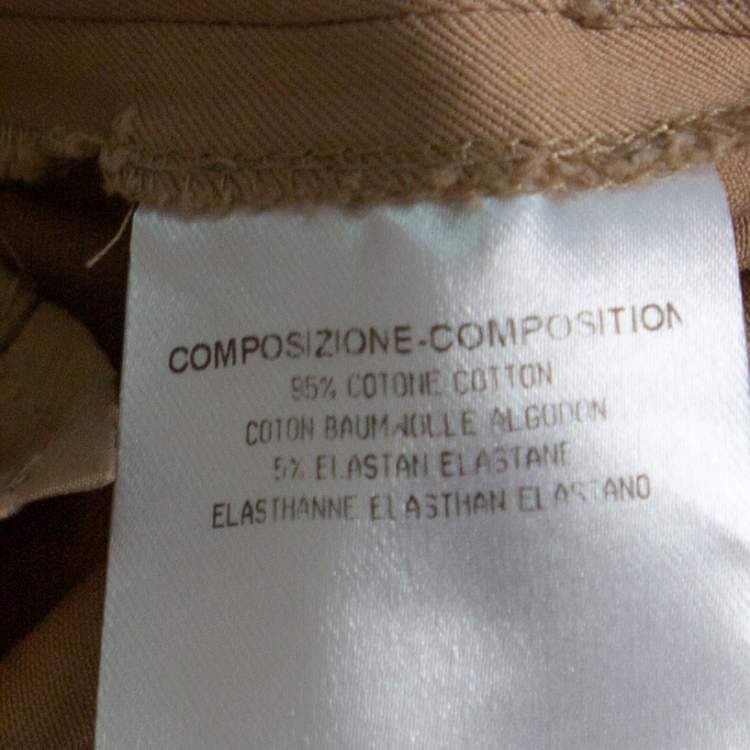 COMPOSIZIONE-COMPOSITION
95% COTONE COTTON
COTON BAUMWOLLE ALGODON
5% ELASTAN ELASTANE
ELASTHANNE ELASTHAN ELASTANO